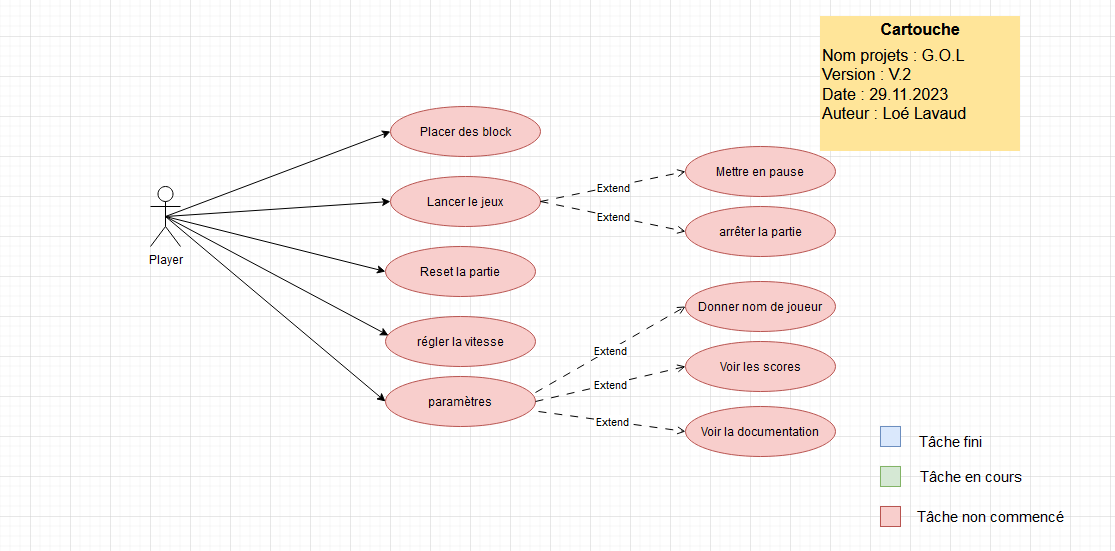 Cartouche
Nom projets : G.O.L
Version : V.2
Date : 29.11.2023
Auteur : Loé Lavaud
Placer des block
Lancer le jeux
Reset la partie
régler la vitesse
paramètres
Player
Extend
Extend
Mettre en pause
arrêter la partie
Extend
Extend
Extend
Donner nom de joueur
Voir les scores
Voir la documentation
Tâche fini
Tâche en cours
Tâche non commencé